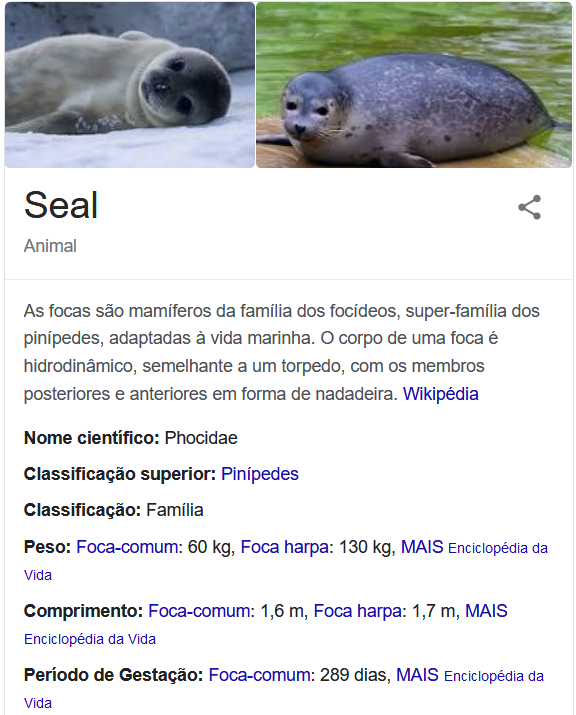 Seal
Animal
As focas são mamíferos da família dos focídeos, super-família dos
pinípedes, adaptadas à vida marinha. O corpo de uma foca é
hidrodinâmico, semelhante a um torpedo, com os membros
posteriores e anteriores em forma de nadadeira. Wikipédia
Nome científico: Phocidae
Classificação superior: Pinípedes
Classificação: Família
Peso: Foca-comum: 60 kg, Foca harpa: 130 kg, MAIS Enciclopédia da
Vida
Comprimento: Foca-comum: 1,6 m, Foca harpa: 1,7 m, MAIS
Enciclopédia da Vida
Período de Gestação: Foca-comum: 289 dias, MAIS Enciclopédia da
Vida